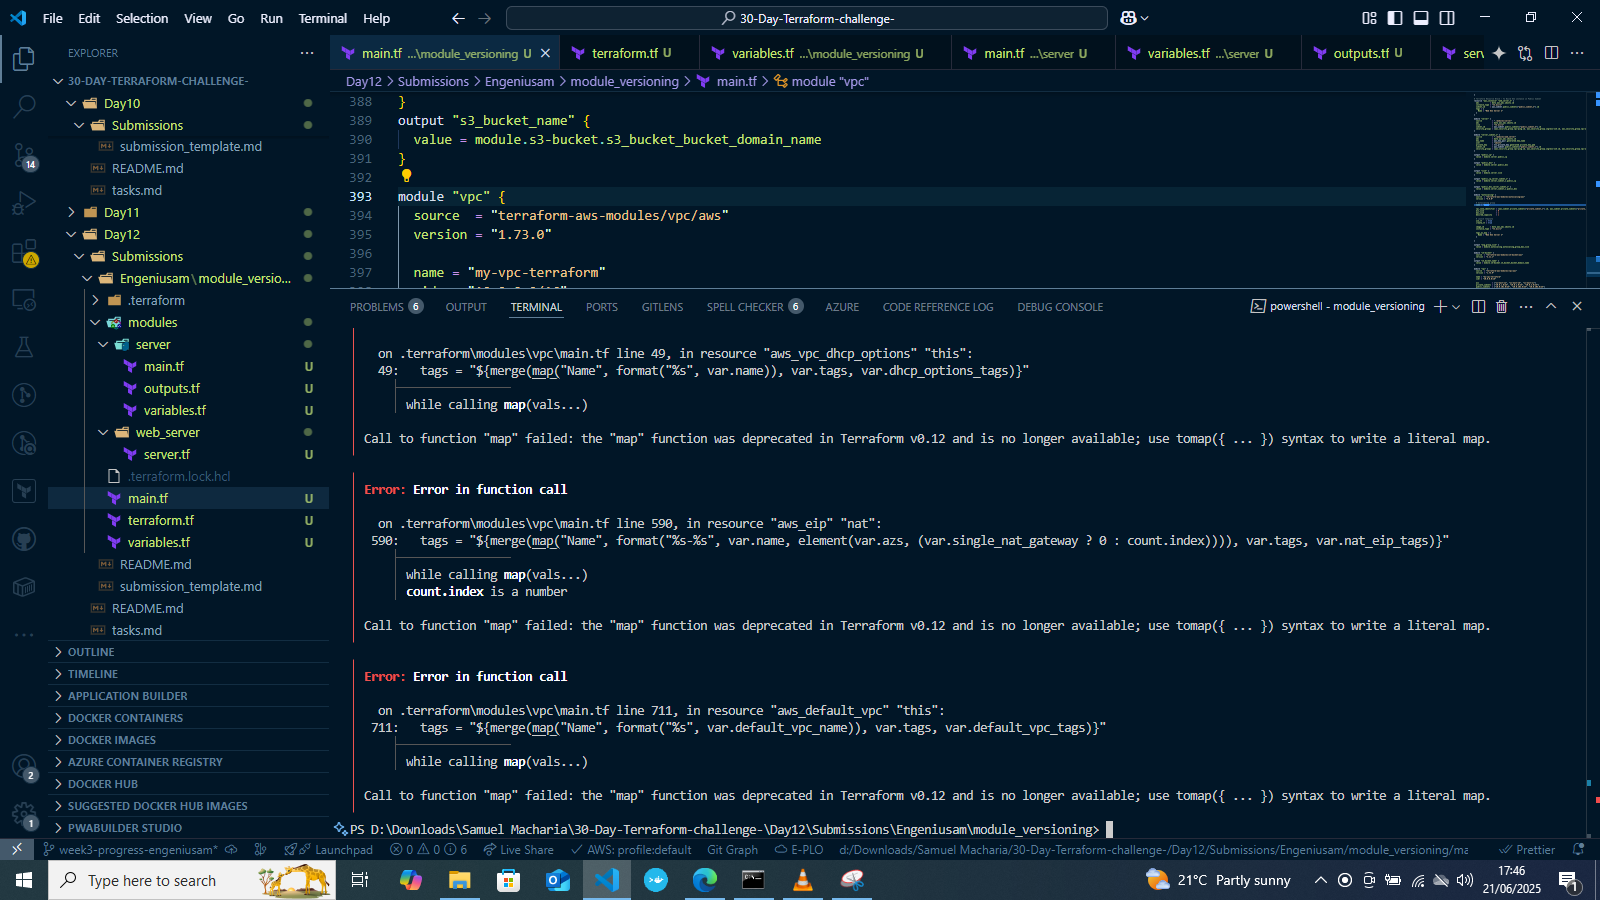 File Edit Selection View Go Run Terminal Help
30-Day-Terraform-challenge-
EXPLORER
30-DAY-TERRAFORM-CHALLENGE-
Day10
Submissions
submission_template.md
README.md
tasks.md
Day11
Day12
Submissions
Engeniusam\module_versio...
.terraform
modules
server
main.tf U
outputs.tf U
variables.tf U
web_server
server.tf U
.terraform.lock.hcl
main.tf U
terraform.tf U
variables.tf U
README.md
submission_template.md
README.md
tasks.md
OUTLINE
TIMELINE
APPLICATION BUILDER
DOCKER CONTAINERS
DOCKER IMAGES
AZURE CONTAINER REGISTRY
DOCKER HUB
SUGGESTED DOCKER HUB IMAGES
PWABUILDER STUDIO
14
2
1
main.tf ...\module_versioning U
terraform.tf U
variables.tf ...\module_versioning U
main.tf ...\server U
variables.tf ...\server U
outputs.tf U
Day12 > Submissions > Engeniusam > module_versioning > main.tf > module "vpc"
388 }
389 output "s3_bucket_name" {
390 value = module.s3-bucket.s3_bucket_bucket_domain_name
391 }
392
393 module "vpc" {
394 source = "terraform-aws-modules/vpc/aws"
395 version = "1.73.0"
396
397 name = "my-vpc-terraform"
PROBLEMS 6 OUTPUT TERMINAL PORTS GITLENS SPELL CHECKER 6 AZURE CODE REFERENCE LOG DEBUG CONSOLE
powershell - module_versioning
on .terraform\modules\vpc\main.tf line 49, in resource "aws_vpc_dhcp_options" "this":
49: tags = "${merge(map("Name", format("%s", var.name)), var.tags, var.dhcp_options_tags)}"
while calling map(vals...)
Call to function "map" failed: the "map" function was deprecated in Terraform v0.12 and is no longer available; use tomap({ ... }) syntax to write a literal map.
Error: Error in function call
on .terraform\modules\vpc\main.tf line 590, in resource "aws_eip" "nat":
590: tags = "${merge(map("Name", format("%s-%s", var.name, element(var.azs, (var.single_nat_gateway ? 0 : count.index)))), var.tags, var.nat_eip_tags)}"
while calling map(vals...)
count.index is a number
Call to function "map" failed: the "map" function was deprecated in Terraform v0.12 and is no longer available; use tomap({ ... }) syntax to write a literal map.
Error: Error in function call
on .terraform\modules\vpc\main.tf line 711, in resource "aws_default_vpc" "this":
711: tags = "${merge(map("Name", format("%s", var.default_vpc_name)), var.tags, var.default_vpc_tags)}"
while calling map(vals...)
Call to function "map" failed: the "map" function was deprecated in Terraform v0.12 and is no longer available; use tomap({ ... }) syntax to write a literal map.
PS D:\Downloads\Samuel Macharia\30-Day-Terraform-challenge-\Day12\Submissions\Engeniusam\module_versioning>
week3-progress-engeniusam* Launchpad 0 0 6 Live Share AWS: profile:default Git Graph E-PLO d:/Downloads/Samuel Macharia/30-Day-Terraform-challenge-/Day12/Submissions/Engeniusam/module_versioning/ma Prettier
Type here to search
21°C Partly sunny
17:46
21/06/2025
1